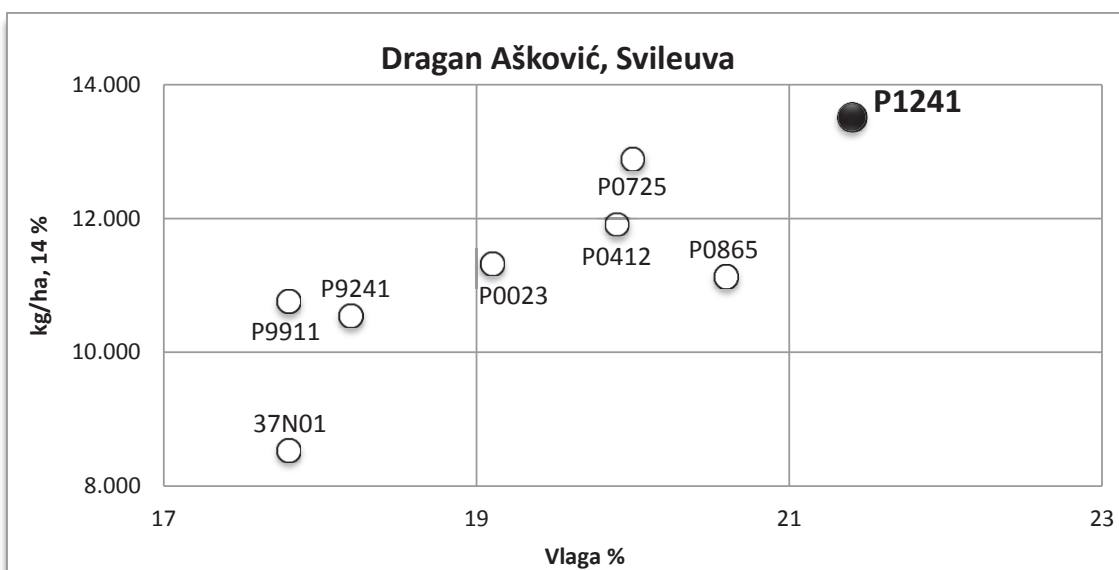 Dragan Ašković, Svileuva
kg/ha, 14 %
14.000
12.000
10.000
8.000
P1241
P0725
P0412
P0865
P0023
P9241
P9911
37N01
17
19
21
23
Vlaga %